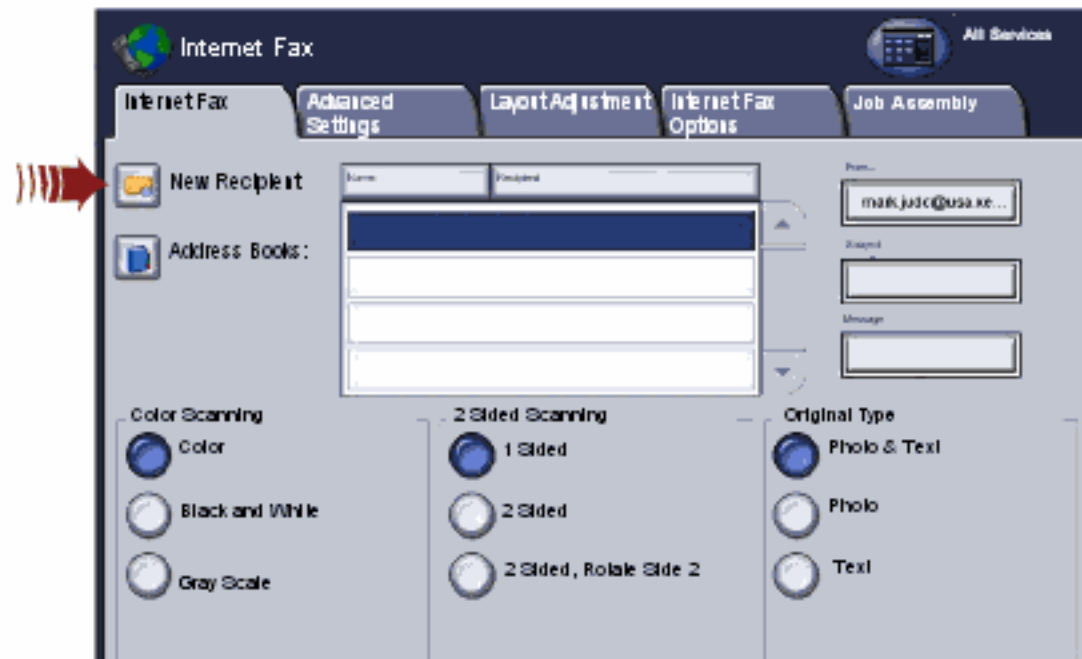 Internet Fax
All Services
Internet Fax
Advanced
Settings
Layout Adjustment
Internet Fax
Options
Job Assembly
New Recipient
Name
Recipient
From...
mark.judc@usa.xe...
Address Books:
Subject
Message
Color Scanning
2 Sided Scanning
Original Type
Color
1 Sided
Photo & Text
Black and White
2 Sided
Photo
Gray Scale
2 Sided, Rotate Side 2
Text